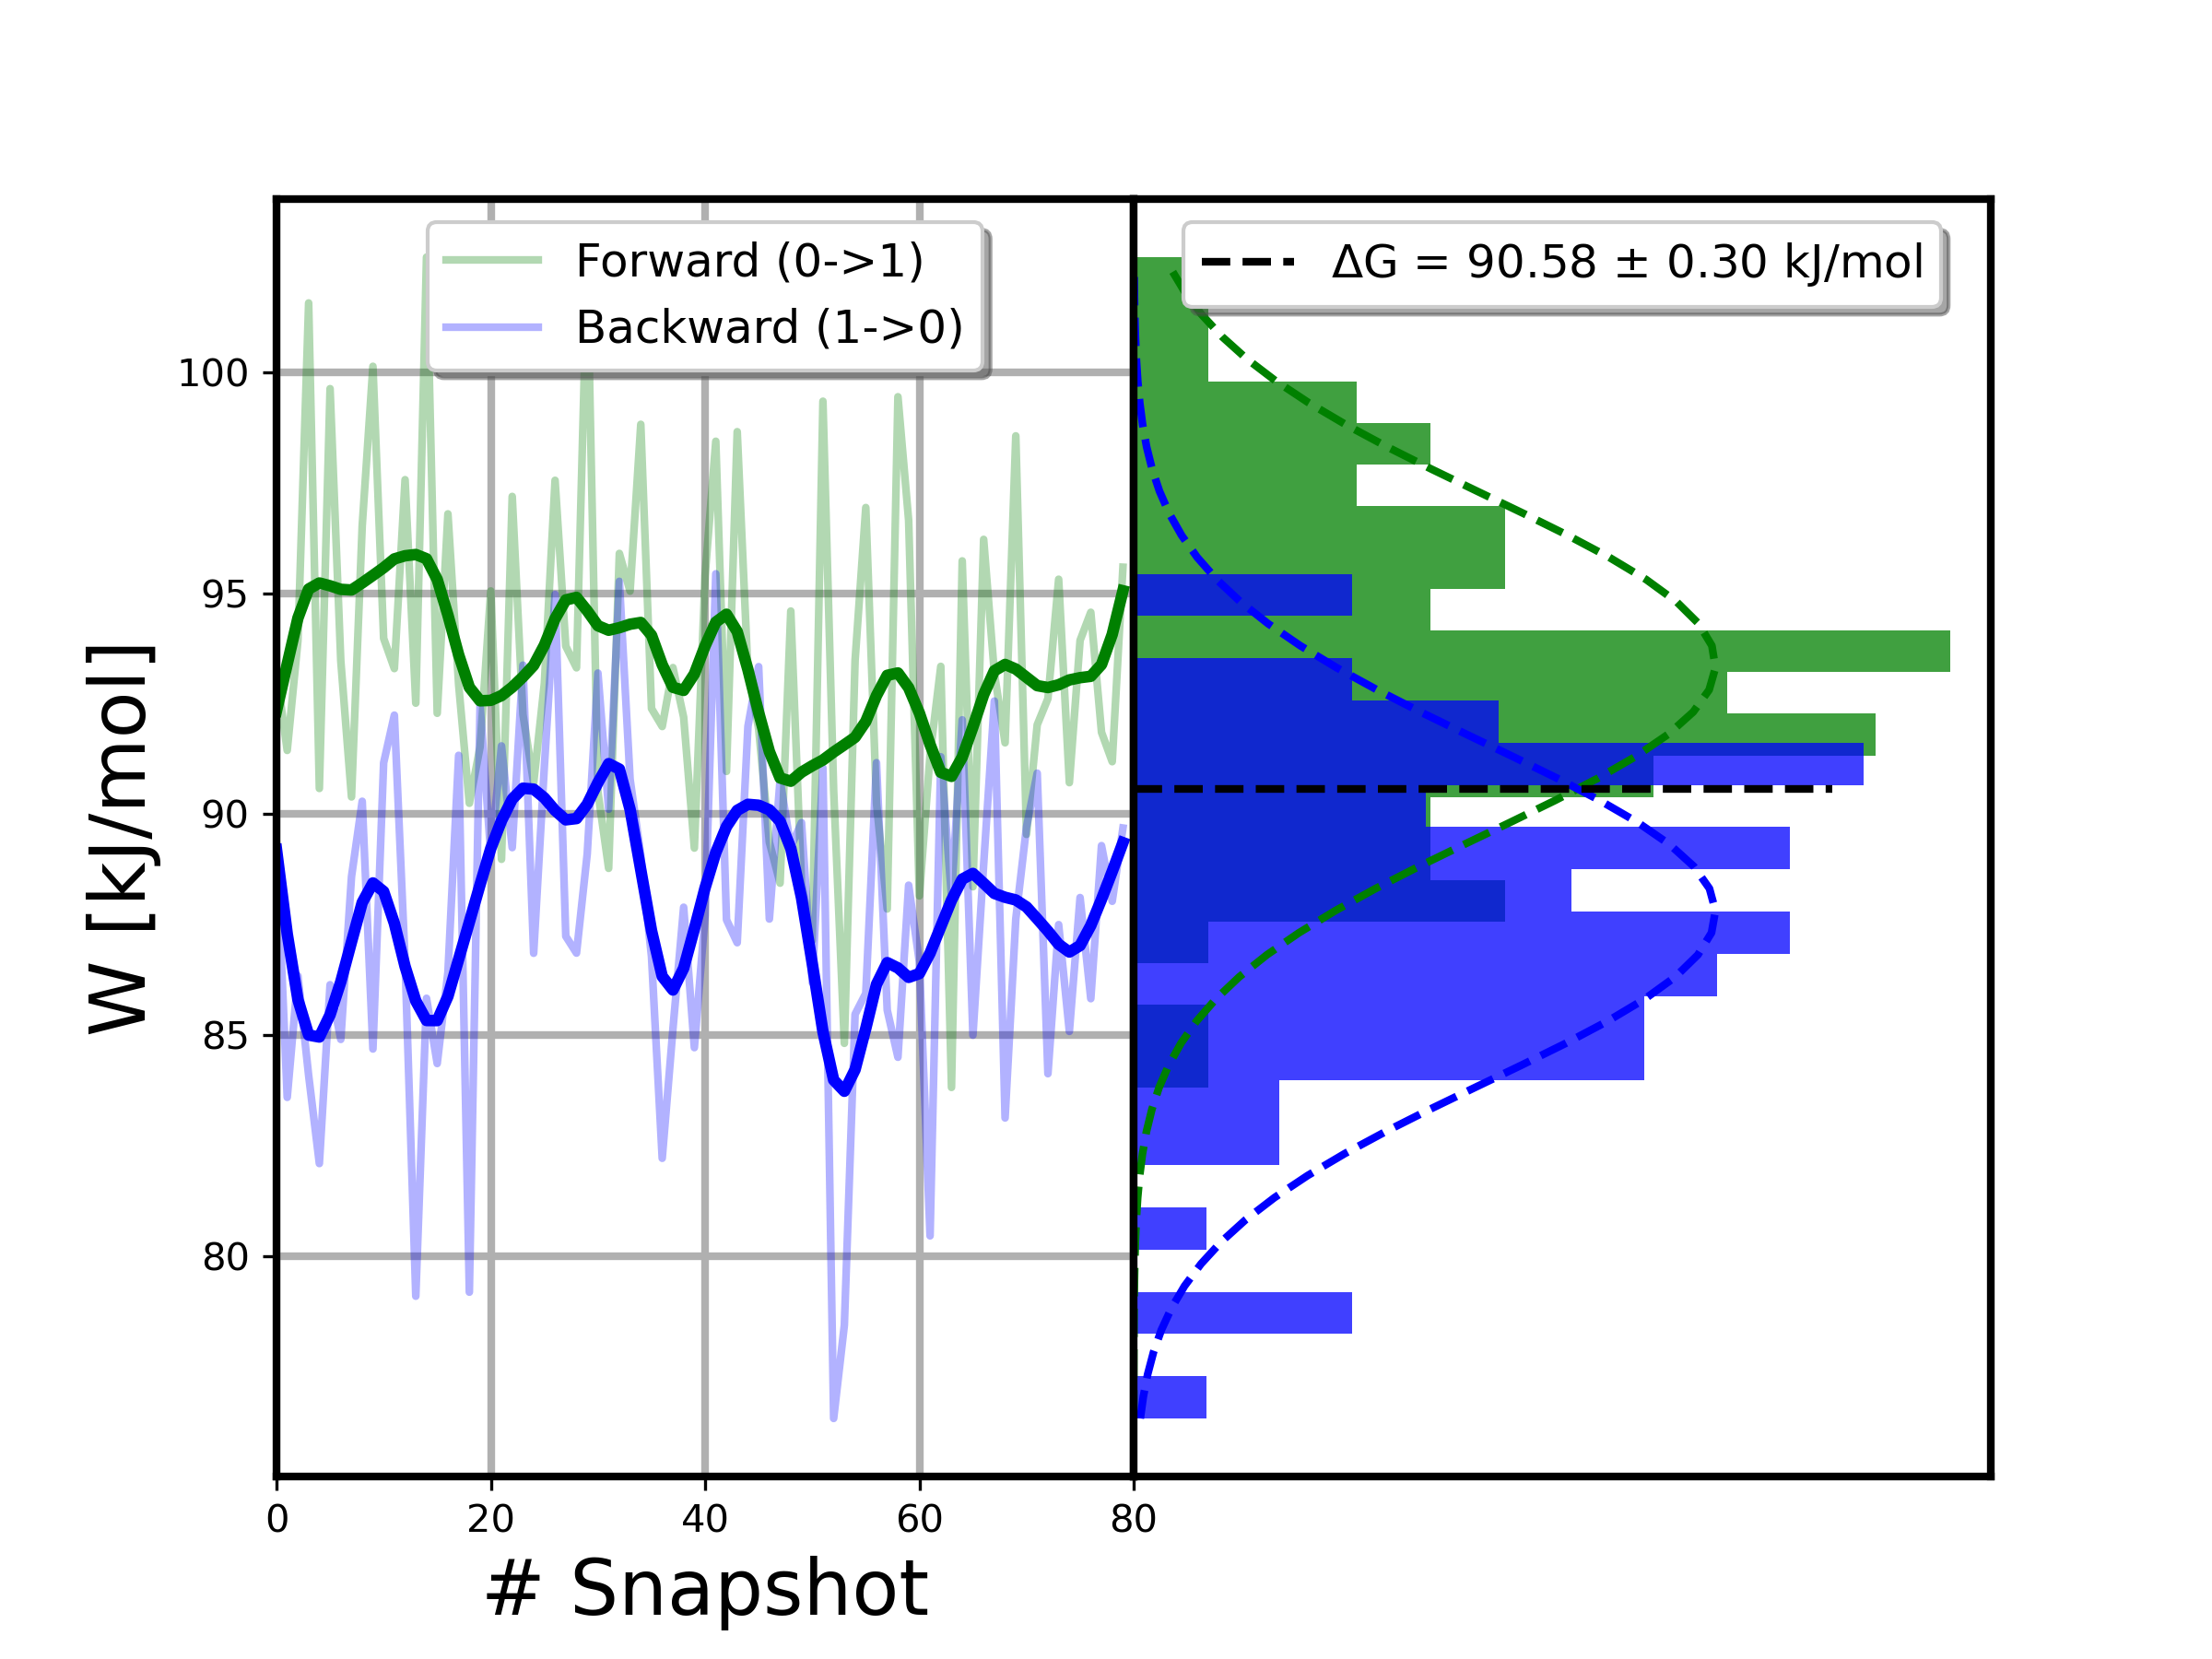 Forward (0->1)
Backward (1->0)
ΔG = 90.58 ± 0.30 kJ/mol
100
95
90
85
80
W [kJ/mol]
0 20 40 60 80
# Snapshot